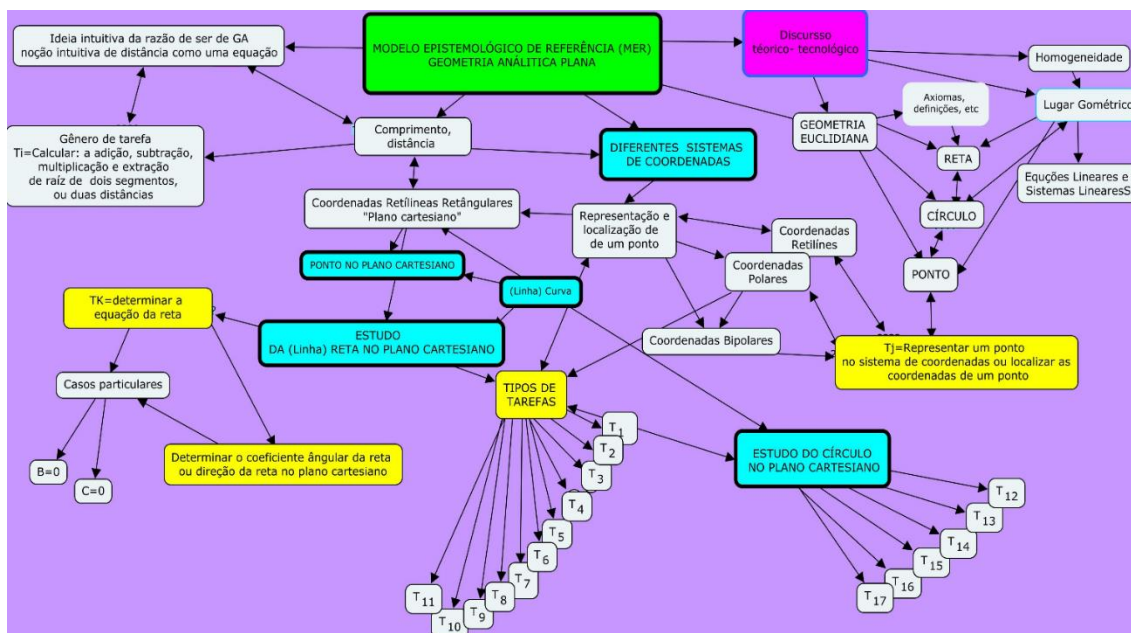 Ideia intuitiva da razão de ser de GA
noção intuitiva de distância como uma equação
MODELO EPISTEMOLÓGICO DE REFERÊNCIA (MER)
GEOMETRIA ANÁLITICA PLANA
Discursso
téorico- tecnológico
Homogeneidade
Axiomas,
definições, etc
Lugar Gométrico
Gênero de tarefa
Ti=Calcular: a adição, subtração,
multiplicação e extração
de raíz de dois segmentos,
ou duas distâncias
Comprimento,
distância
DIFERENTES SISTEMAS
DE COORDENADAS
GEOMETRIA
EUCLIDIANA
RETA
Equções Lineares e
Sistemas LinearesS
Coordenadas Retílineas Retângulares
"Plano cartesiano"
Representação e
localização de
de um ponto
Coordenadas
Retilínes
CÍRCULO
PONTO NO PLANO CARTESIANO
Coordenadas
Polares
PONTO
(Linha) Curva
TK=determinar a
equação da reta
ESTUDO
DA (Linha) RETA NO PLANO CARTESIANO
Coordenadas Bipolares
Tj=Representar um ponto
no sistema de coordenadas ou localizar as
coordenadas de um ponto
Casos particulares
TIPOS DE
TAREFAS
B=0
C=0
Determinar o coeficiente ângular da reta
ou direção da reta no plano cartesiano
ESTUDO DO CÍRCULO
NO PLANO CARTESIANO
T1
T2
T3
T4
T5
T6
T7
T8
T9
T10
T11
T12
T13
T14
T15
T16
T17